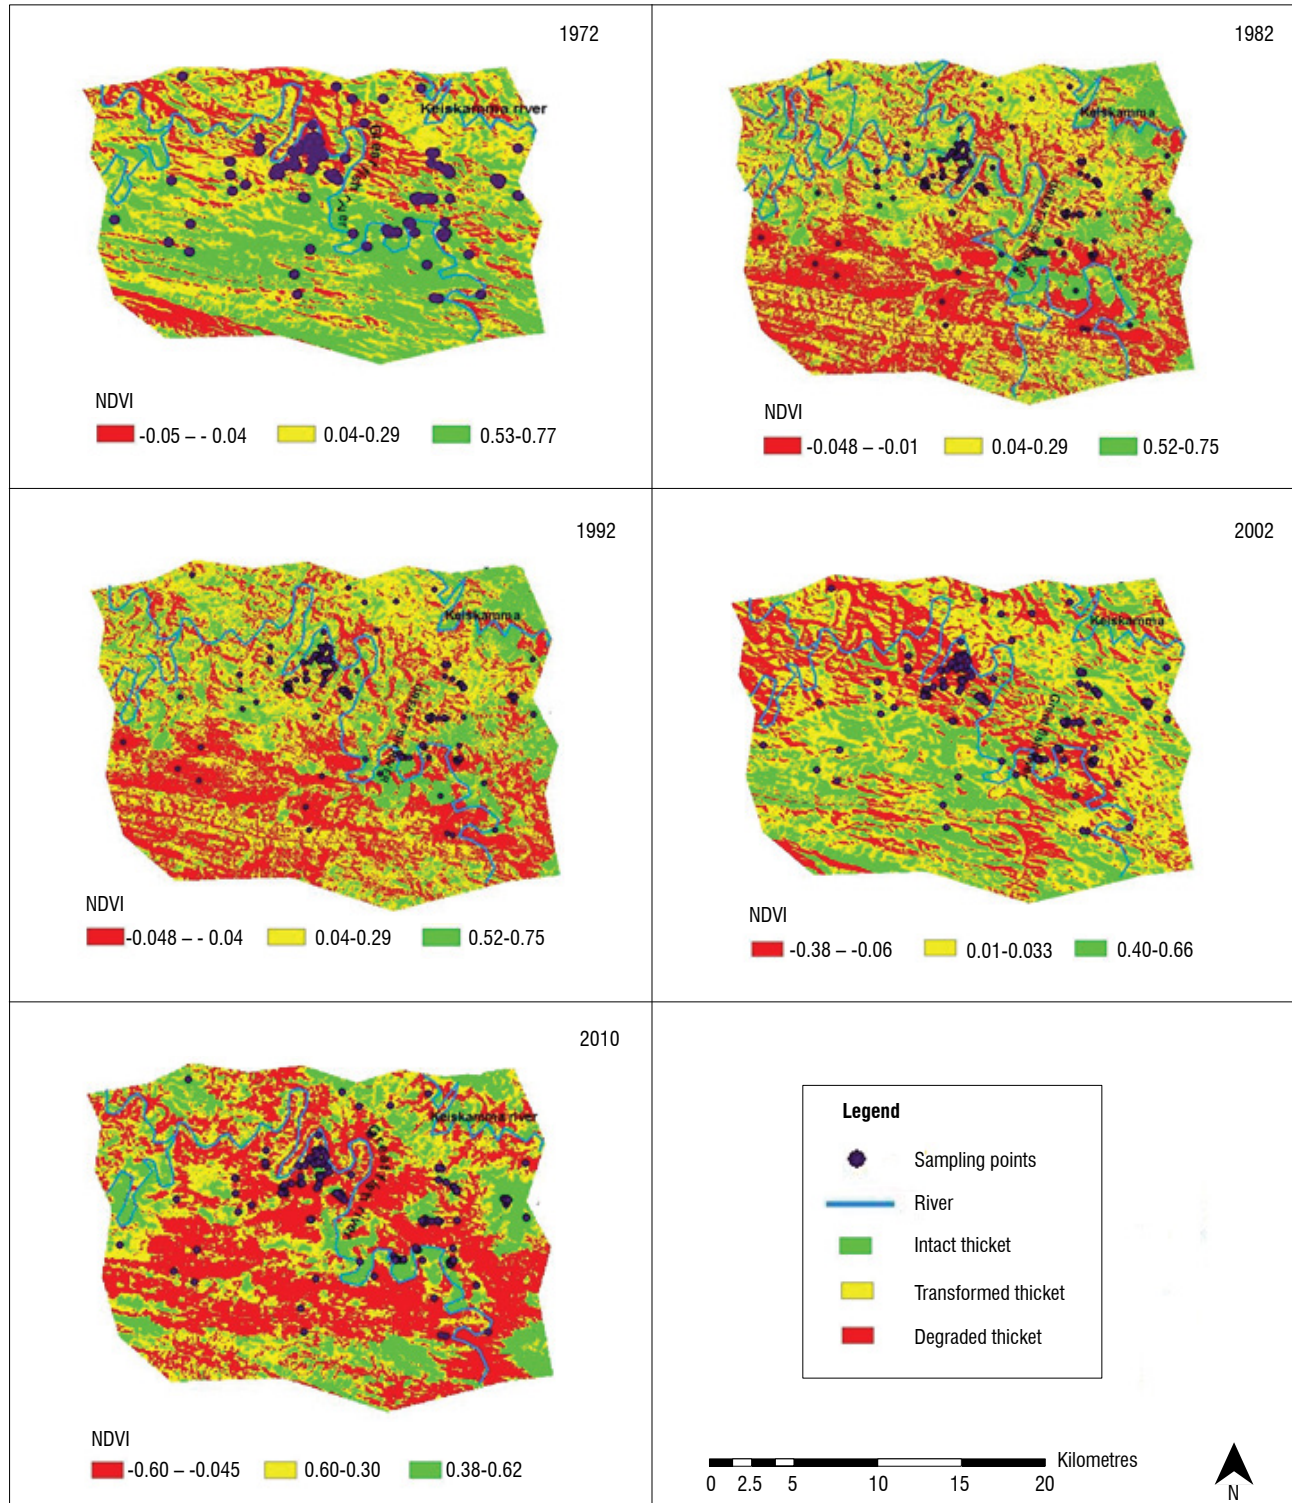 1972
Keiskamma river
NDVI
-0.05 – - 0.04 0.04-0.29 0.53-0.77
1982
Keiskamma
NDVI
-0.048 – -0.01 0.04-0.29 0.52-0.75
1992
Keiskamma
NDVI
-0.048 – - 0.04 0.04-0.29 0.52-0.75
2002
Keiskamma
NDVI
-0.38 – -0.06 0.01-0.033 0.40-0.66
2010
Keiskamma river
Great Fish river
NDVI
-0.60 – -0.045 0.60-0.30 0.38-0.62
Legend
Sampling points
River
Intact thicket
Transformed thicket
Degraded thicket
Kilometres
0 2.5 5 10 15 20
N